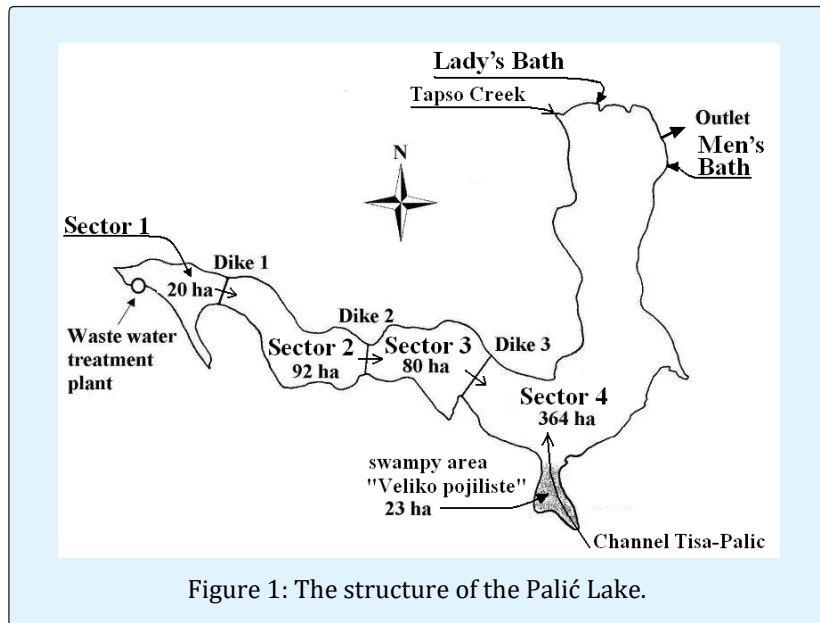 Lady's Bath
Tapso Creek
Outlet
Men's
Bath
N
Sector 1
Dike 1
20 ha
Waste water
treatment
plant
Dike 2
Sector 2
92 ha
Sector 3
80 ha
Dike 3
Sector 4
364 ha
swampy area
"Veliko pojiliste"
23 ha
Channel Tisa-Palic
Figure 1: The structure of the Palić Lake.